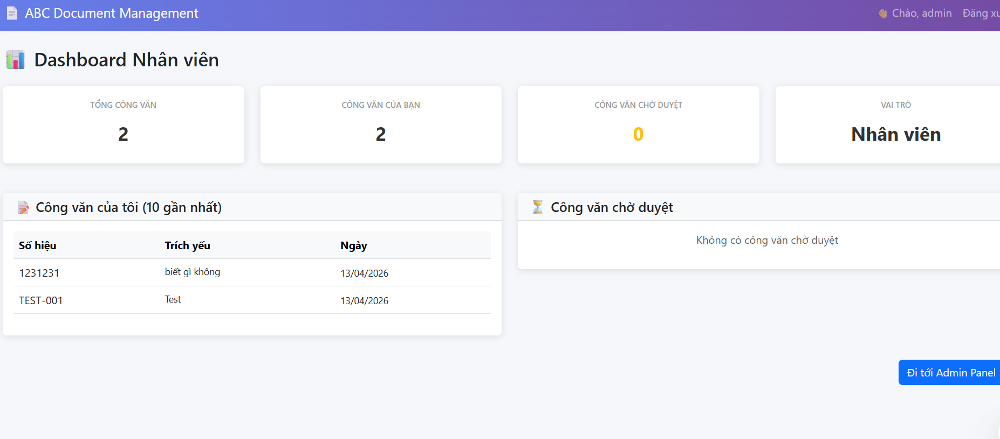 ABC Document Management
Chào, admin Đăng xu
Dashboard Nhân viên
TỔNG CÔNG VĂN
2
CÔNG VĂN CỦA BẠN
2
CÔNG VĂN CHỜ DUYỆT
0
VAI TRÒ
Nhân viên
Công văn của tôi (10 gần nhất)
Số hiệu Trích yếu Ngày
1231231 biết gì không 13/04/2026
TEST-001 Test 13/04/2026
Công văn chờ duyệt
Không có công văn chờ duyệt
Đi tới Admin Panel